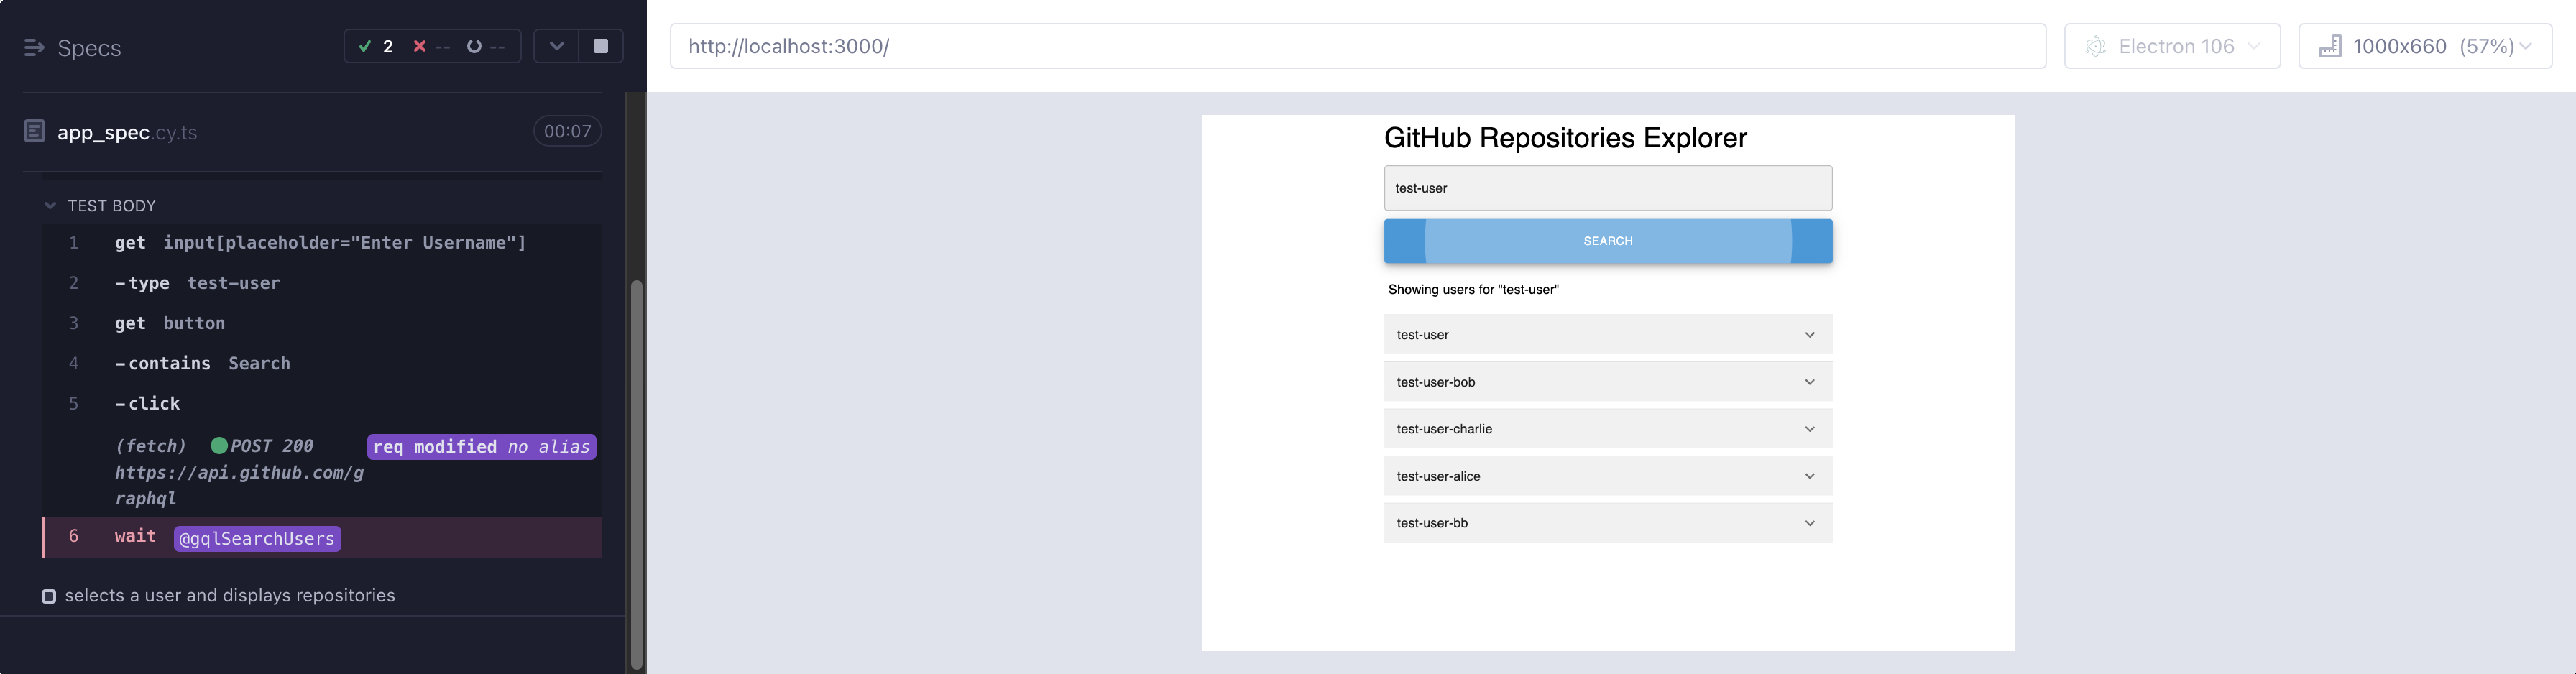 Specs
2 -- --
app_spec.cy.ts 00:07
TEST BODY
1 get input[placeholder="Enter Username"]
2 -type test-user
3 get button
4 -contains Search
5 -click
(fetch) POST 200 req modified no alias
https://api.github.com/g
raphql
6 wait @gqlSearchUsers
selects a user and displays repositories
http://localhost:3000/
Electron 106
1000x660 (57%)
GitHub Repositories Explorer
test-user
SEARCH
Showing users for "test-user"
test-user
test-user-bob
test-user-charlie
test-user-alice
test-user-bb